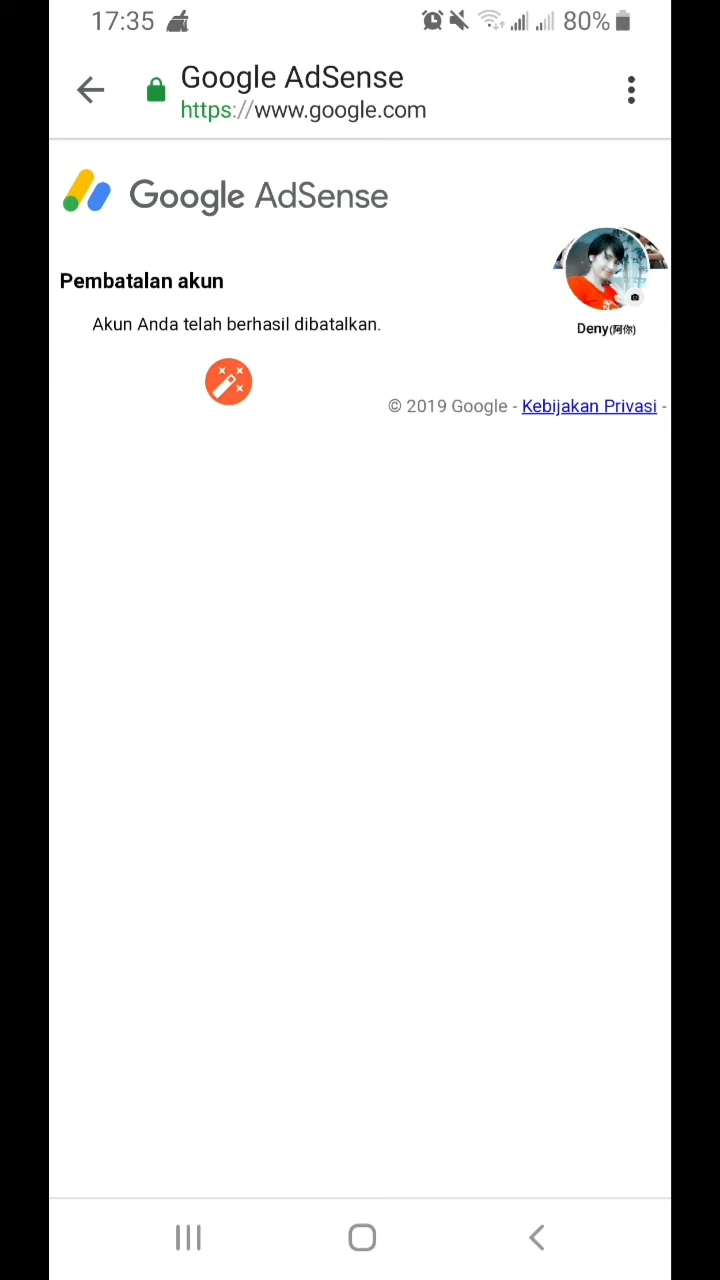 17:35 80%
Google AdSense
https://www.google.com
Google AdSense
Pembatalan akun
Akun Anda telah berhasil dibatalkan.
Deny(阿你)
© 2019 Google - Kebijakan Privasi -